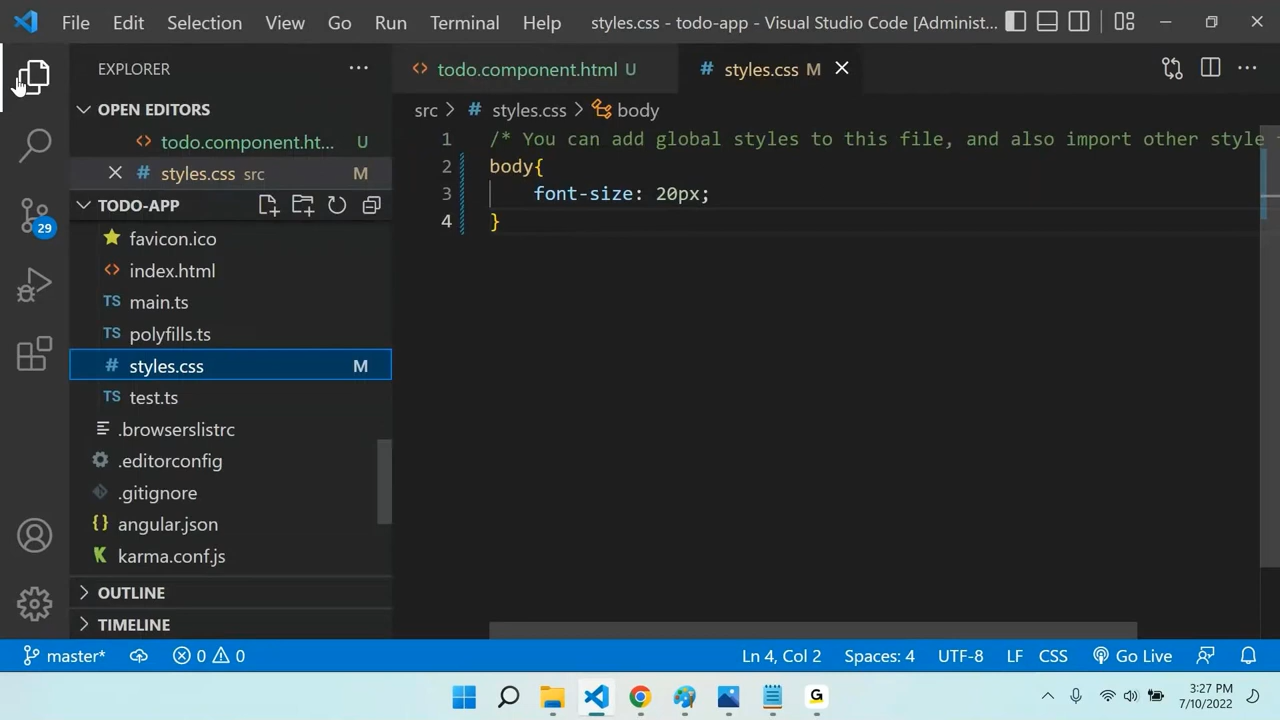 File Edit Selection View Go Run Terminal Help styles.css - todo-app - Visual Studio Code [Administ...
EXPLORER
OPEN EDITORS
todo.component.ht... U
styles.css src M
TODO-APP
favicon.ico
index.html
TS main.ts
TS polyfills.ts
# styles.css M
TS test.ts
.browserslistrc
.editorconfig
.gitignore
{} angular.json
K karma.conf.js
OUTLINE
TIMELINE
29
<> todo.component.html U # styles.css M
src > # styles.css > body
1 /* You can add global styles to this file, and also import other style
2 body{
3 font-size: 20px;
4 }
master* 0 0 Ln 4, Col 2 Spaces: 4 UTF-8 LF CSS Go Live
G
3:27 PM
7/10/2022